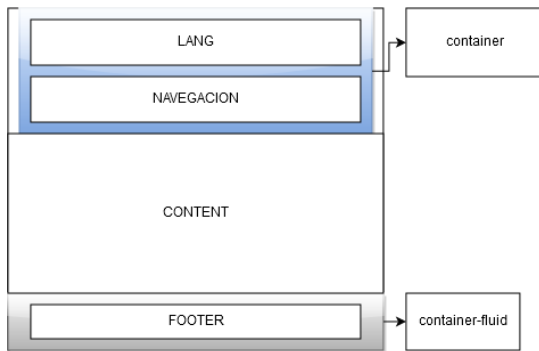 LANG
container
NAVEGACION
CONTENT
FOOTER
container-fluid